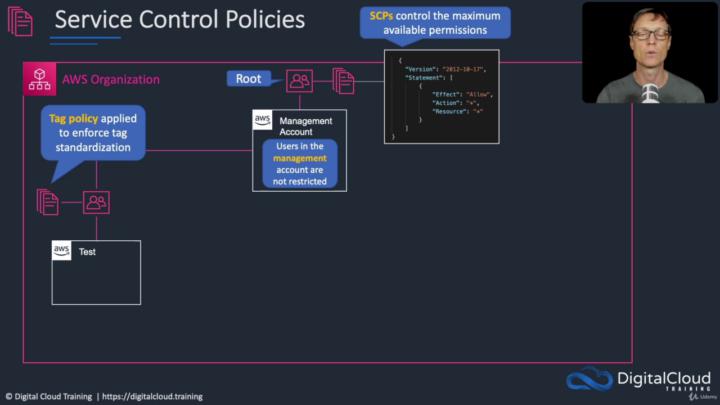 Service Control Policies
SCPs control the maximum
available permissions
AWS Organization
Root
{
"Version": "2012-10-17",
"Statement": [
{
"Effect": "Allow",
"Action": "*",
"Resource": "*"
}
]
}
Tag policy applied
to enforce tag
standardization
aws
Management
Account
Users in the
management
account are
not restricted
aws
Test
DigitalCloud
TRAINING
© Digital Cloud Training | https://digitalcloud.training
Udemy